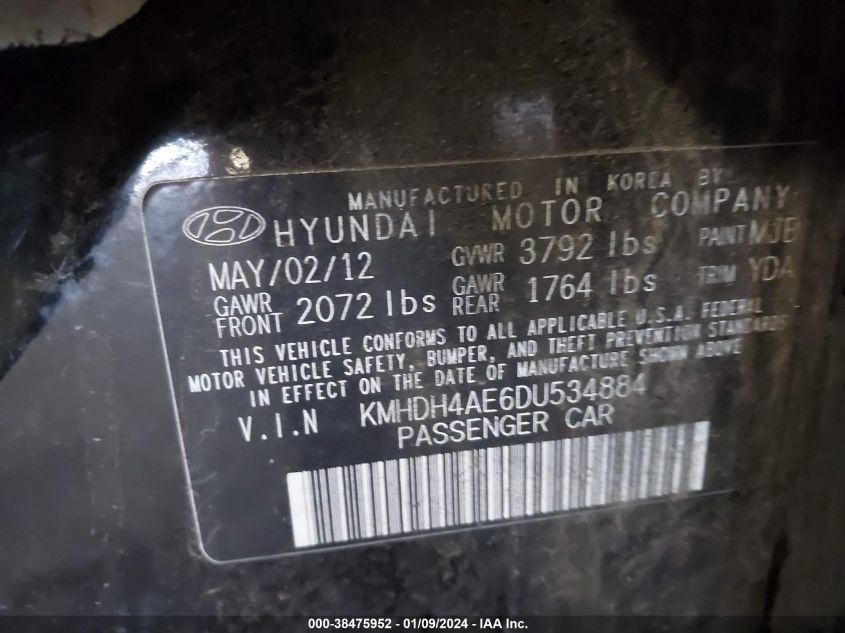 MANUFACTURED IN KOREA BY
HYUNDAI MOTOR COMPANY
MAY/02/12 GVWR 3792 lbs PAINT MJB
GAWR FRONT 2072 lbs GAWR REAR 1764 lbs TRIM YDA
THIS VEHICLE CONFORMS TO ALL APPLICABLE U.S.A. FEDERAL
MOTOR VEHICLE SAFETY, BUMPER, AND THEFT PREVENTION STANDARDS
IN EFFECT ON THE DATE OF MANUFACTURE SHOWN ABOVE
V.I.N KMHDH4AE6DU534884
PASSENGER CAR
000-38475952 - 01/09/2024 - IAA Inc.